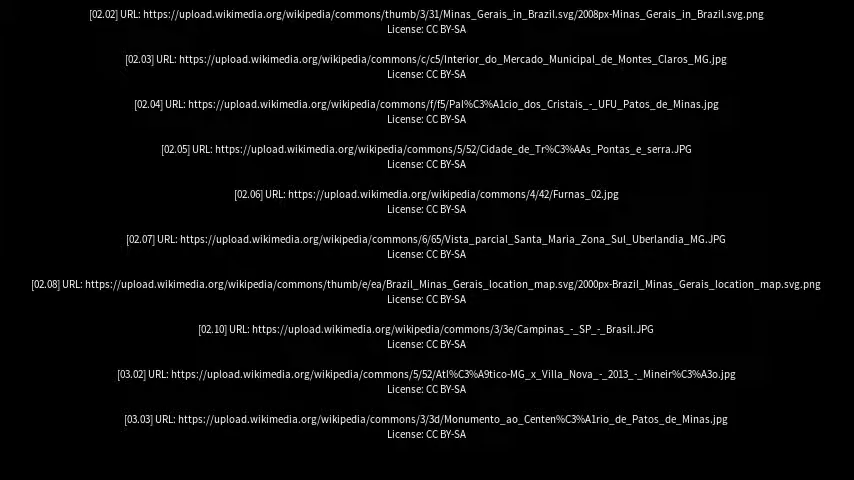 [02.02] URL: https://upload.wikimedia.org/wikipedia/commons/thumb/3/31/Minas_Gerais_in_Brazil.svg/2008px-Minas_Gerais_in_Brazil.svg.png
License: CC BY-SA
[02.03] URL: https://upload.wikimedia.org/wikipedia/commons/c/c5/Interior_do_Mercado_Municipal_de_Montes_Claros_MG.jpg
License: CC BY-SA
[02.04] URL: https://upload.wikimedia.org/wikipedia/commons/f/f5/Pal%C3%A1cio_dos_Cristais_-_UFU_Patos_de_Minas.jpg
License: CC BY-SA
[02.05] URL: https://upload.wikimedia.org/wikipedia/commons/5/52/Cidade_de_Tr%C3%AAs_Pontas_e_serra.JPG
License: CC BY-SA
[02.06] URL: https://upload.wikimedia.org/wikipedia/commons/4/42/Furnas_02.jpg
License: CC BY-SA
[02.07] URL: https://upload.wikimedia.org/wikipedia/commons/6/65/Vista_parcial_Santa_Maria_Zona_Sul_Uberlandia_MG.JPG
License: CC BY-SA
[02.08] URL: https://upload.wikimedia.org/wikipedia/commons/thumb/e/ea/Brazil_Minas_Gerais_location_map.svg/2000px-Brazil_Minas_Gerais_location_map.svg.png
License: CC BY-SA
[02.10] URL: https://upload.wikimedia.org/wikipedia/commons/3/3e/Campinas_-_SP_-_Brasil.JPG
License: CC BY-SA
[03.02] URL: https://upload.wikimedia.org/wikipedia/commons/5/52/Atl%C3%A9tico-MG_x_Villa_Nova_-_2013_-_Mineir%C3%A3o.jpg
License: CC BY-SA
[03.03] URL: https://upload.wikimedia.org/wikipedia/commons/3/3d/Monumento_ao_Centen%C3%A1rio_de_Patos_de_Minas.jpg
License: CC BY-SA